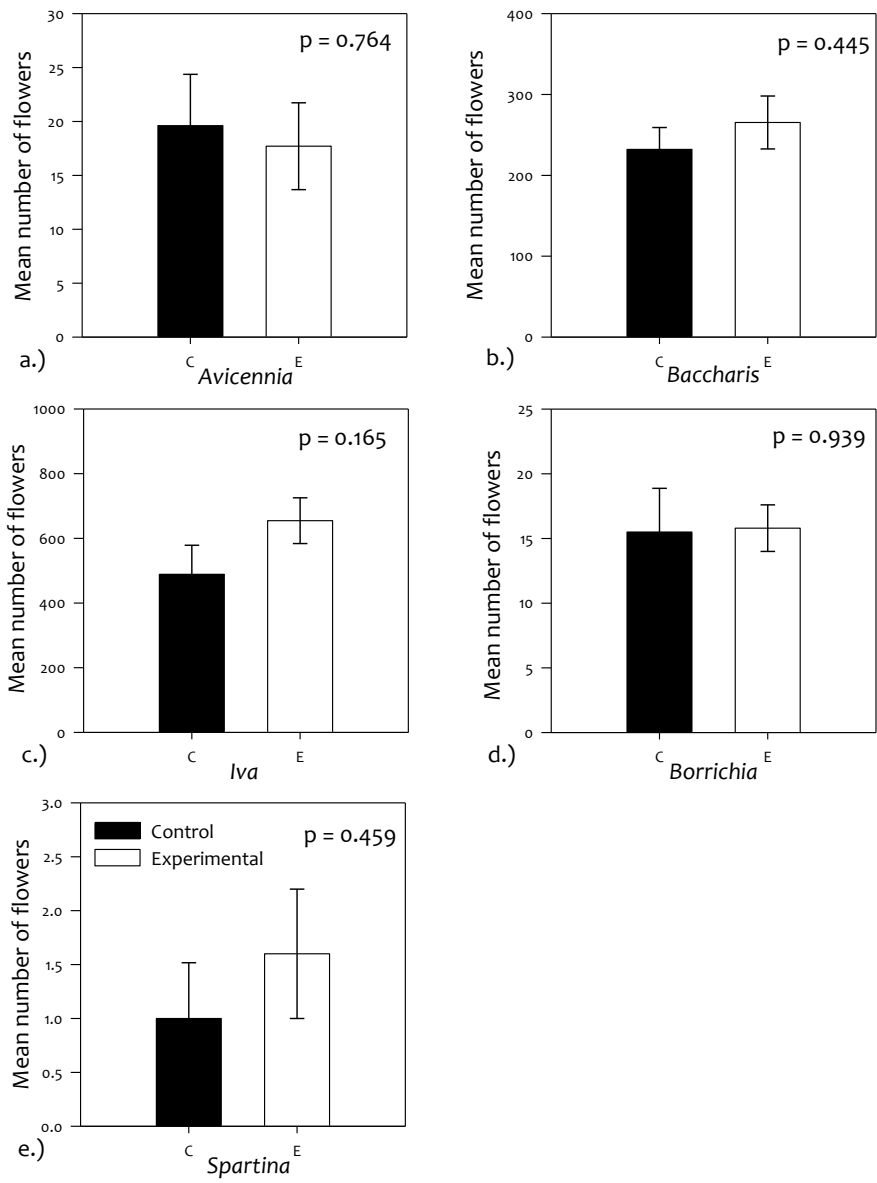 30
25
20
15
10
5
0
Mean number of flowers
p = 0.764
C E
a.)
Avicennia
400
300
200
100
0
Mean number of flowers
p = 0.445
C E
b.)
Baccharis
1000
800
600
400
200
0
Mean number of flowers
p = 0.165
C E
c.)
Iva
25
20
15
10
5
0
Mean number of flowers
p = 0.939
C E
d.)
Borrichia
3.0
2.5
2.0
1.5
1.0
0.5
0.0
Mean number of flowers
Control
Experimental
p = 0.459
C E
e.)
Spartina